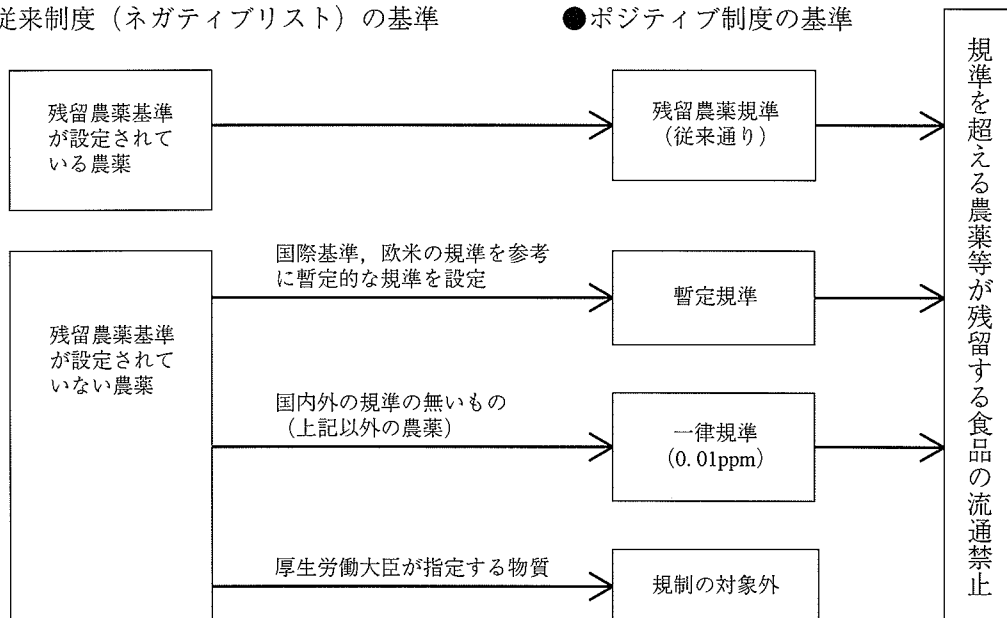 従来制度（ネガティブリスト）の基準
●ポジティブ制度の基準
残留農薬基準
が設定されて
いる農薬
残留農薬規準
（従来通り）
国際基準，欧米の規準を参考
に暫定的な規準を設定
暫定規準
残留農薬基準
が設定されて
いない農薬
国内外の規準の無いもの
（上記以外の農薬）
一律規準
(0.01ppm)
厚生労働大臣が指定する物質
規制の対象外
規準を超える農薬等が残留する食品の流通禁止